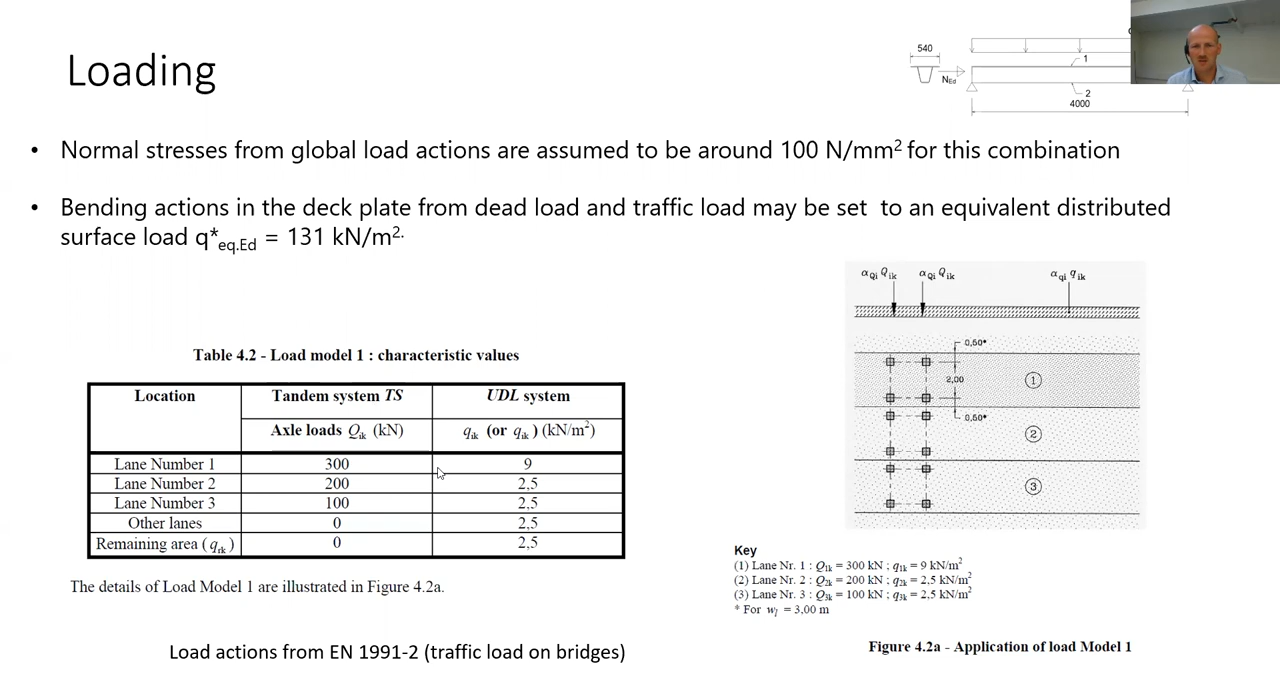 Loading
540
N_Ed
1
2
4000
• Normal stresses from global load actions are assumed to be around 100 N/mm² for this combination
• Bending actions in the deck plate from dead load and traffic load may be set to an equivalent distributed
surface load q*eq.Ed = 131 kN/m².
Table 4.2 - Load model 1 : characteristic values
Location Tandem system TS UDL system
Axle loads Qik (kN) qik (or qik) (kN/m²)
Lane Number 1 300 9
Lane Number 2 200 2,5
Lane Number 3 100 2,5
Other lanes 0 2,5
Remaining area (qrk) 0 2,5
The details of Load Model 1 are illustrated in Figure 4.2a.
Load actions from EN 1991-2 (traffic load on bridges)
αQi Qik αQi Qik αqi qik
0,50*
2,00
0,50*
1
2
3
Key
(1) Lane Nr. 1 : Q1k = 300 kN ; q1k = 9 kN/m²
(2) Lane Nr. 2 : Q2k = 200 kN ; q2k = 2,5 kN/m²
(3) Lane Nr. 3 : Q3k = 100 kN ; q3k = 2,5 kN/m²
* For wl = 3,00 m
Figure 4.2a - Application of load Model 1